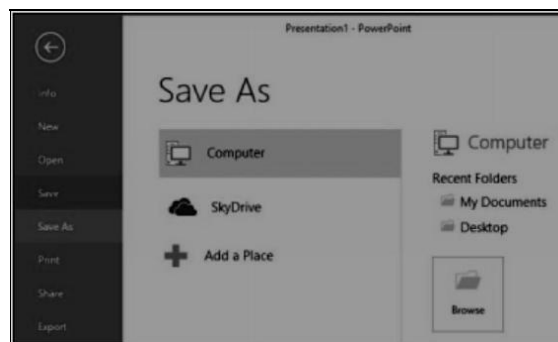 Presentation1 - PowerPoint
Info
New
Open
Save
Save As
Print
Share
Export
Save As
Computer
SkyDrive
Add a Place
Computer
Recent Folders
My Documents
Desktop
Browse